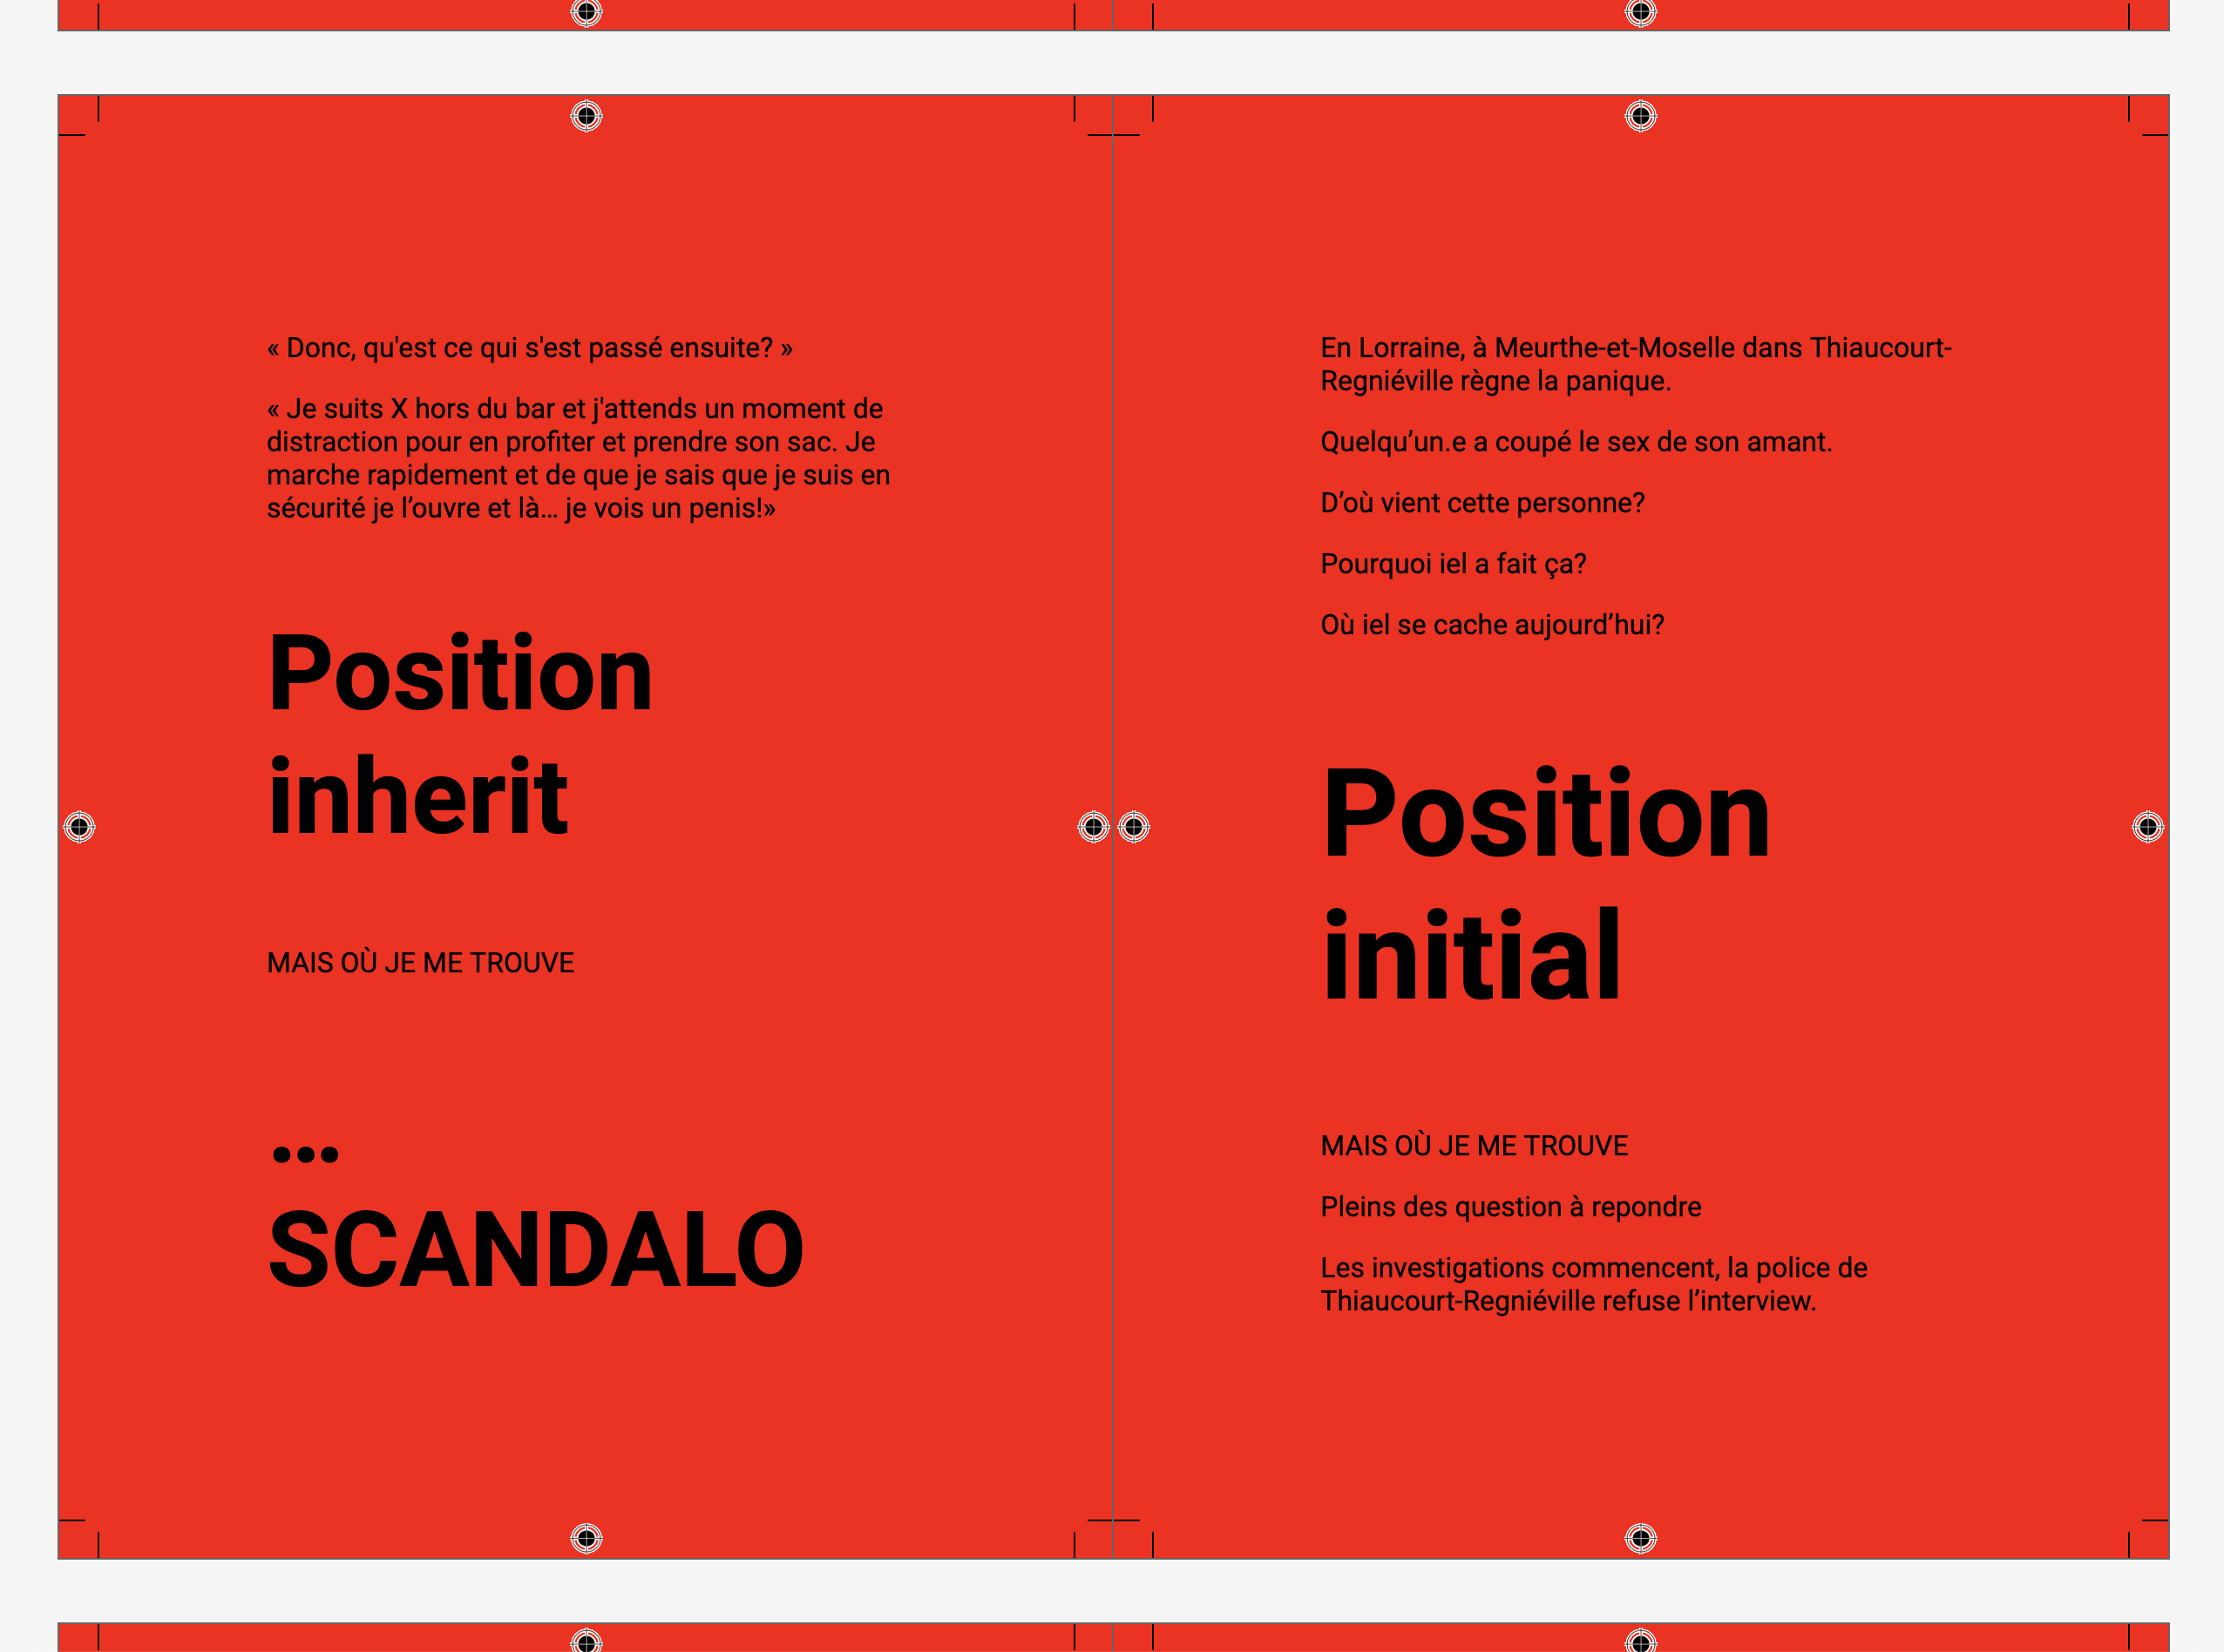 « Donc, qu'est ce qui s'est passé ensuite? »
« Je suits X hors du bar et j'attends un moment de
distraction pour en profiter et prendre son sac. Je
marche rapidement et de que je sais que je suis en
sécurité je l’ouvre et là… je vois un penis!»
Position
inherit
MAIS OÙ JE ME TROUVE
…
SCANDALO
En Lorraine, à Meurthe-et-Moselle dans Thiaucourt-
Regniéville règne la panique.
Quelqu’un.e a coupé le sex de son amant.
D’où vient cette personne?
Pourquoi iel a fait ça?
Où iel se cache aujourd’hui?
Position
initial
MAIS OÙ JE ME TROUVE
Pleins des question à repondre
Les investigations commencent, la police de
Thiaucourt-Regniéville refuse l’interview.